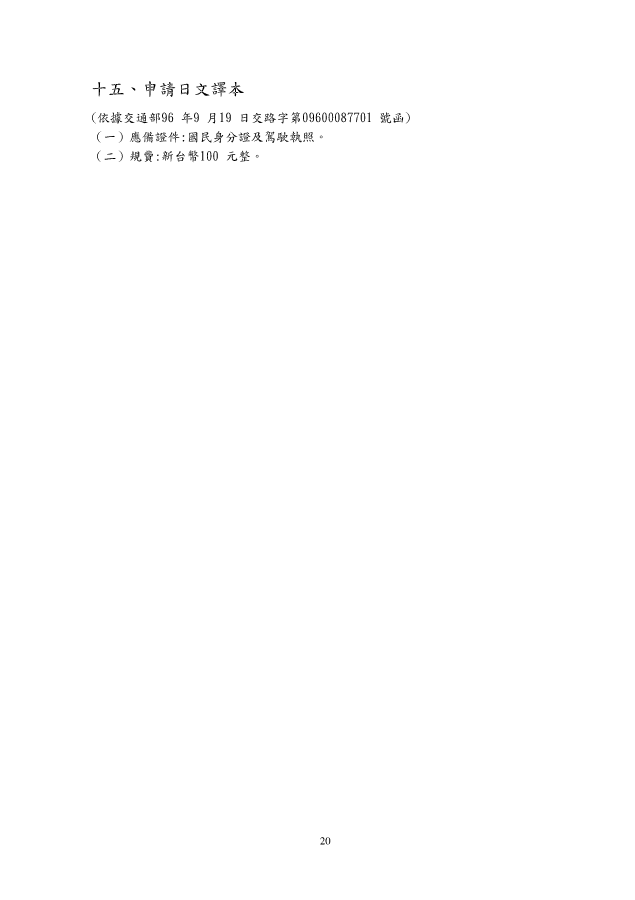 十五、申請日文譯本
(依據交通部96 年9 月19 日交路字第09600087701 號函)
（一）應備證件:國民身分證及駕駛執照。
（二）規費:新台幣100 元整。
20